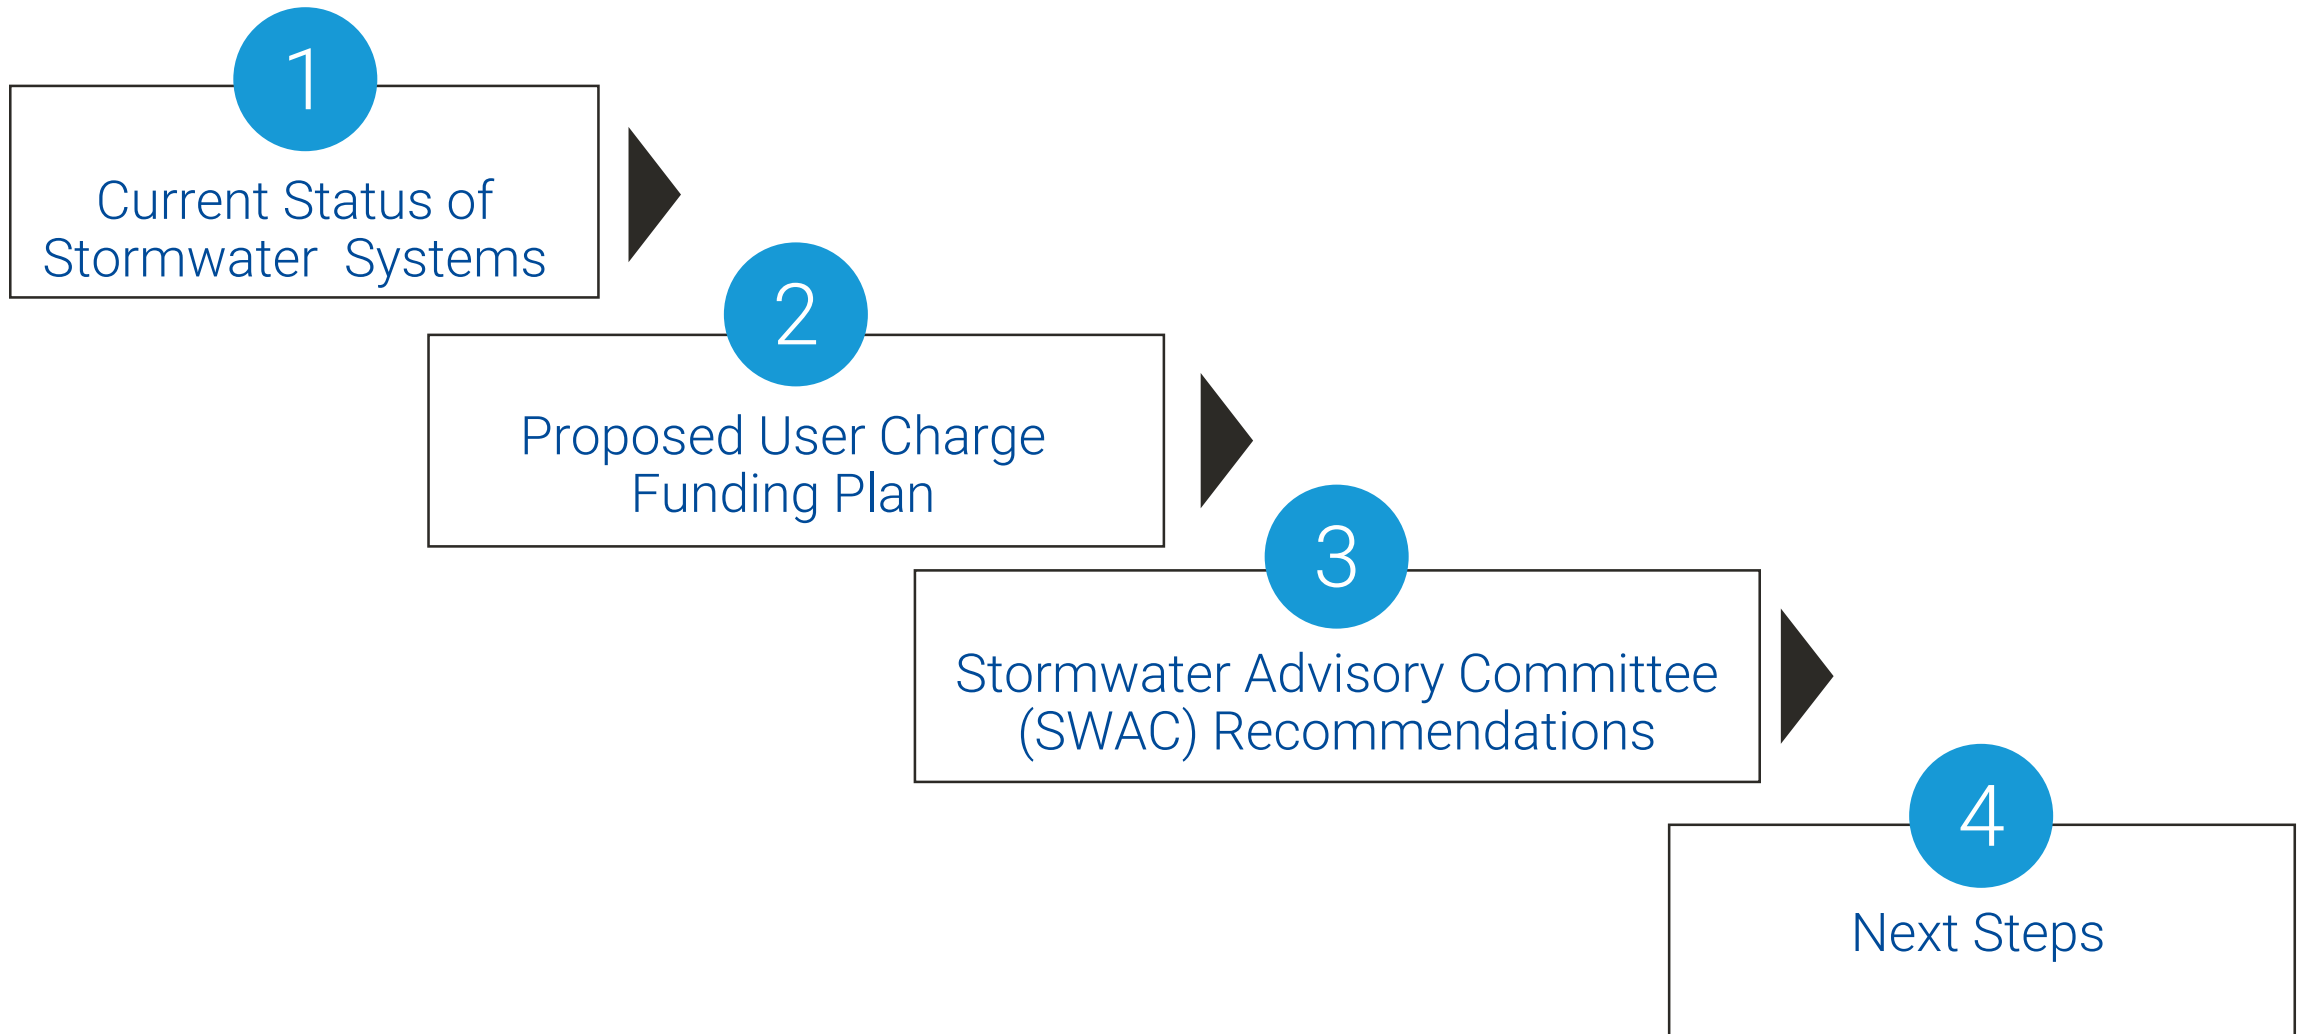 1
Current Status of
Stormwater Systems
2
Proposed User Charge
Funding Plan
3
Stormwater Advisory Committee
(SWAC) Recommendations
4
Next Steps